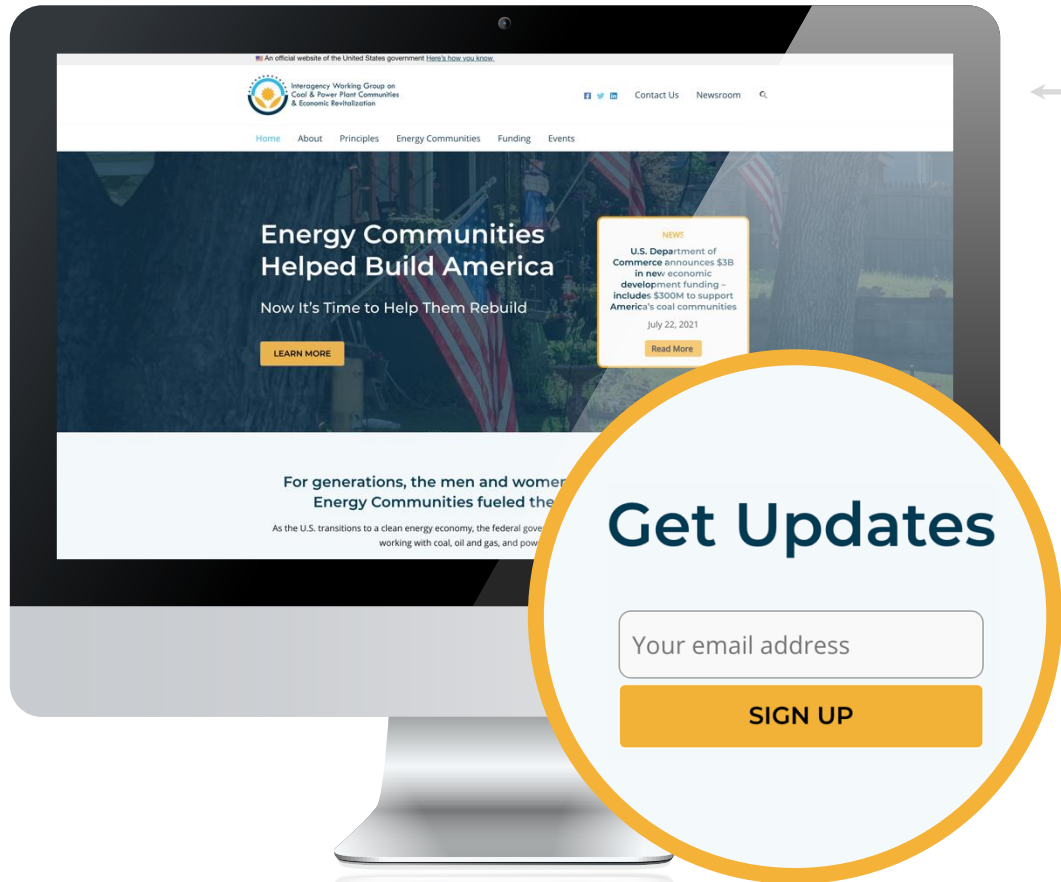 An official website of the United States government Here's how you know.
Interagency Working Group on
Coal & Power Plant Communities
& Economic Revitalization
Contact Us Newsroom
Home About Principles Energy Communities Funding Events
Energy Communities
Helped Build America
Now It's Time to Help Them Rebuild
LEARN MORE
NEWS
U.S. Department of
Commerce announces $3B
in new economic
development funding –
includes $300M to support
America's coal communities
July 22, 2021
Read More
For generations, the men and women
Energy Communities fueled the
As the U.S. transitions to a clean energy economy, the federal gove
working with coal, oil and gas, and pow
Get Updates
Your email address
SIGN UP